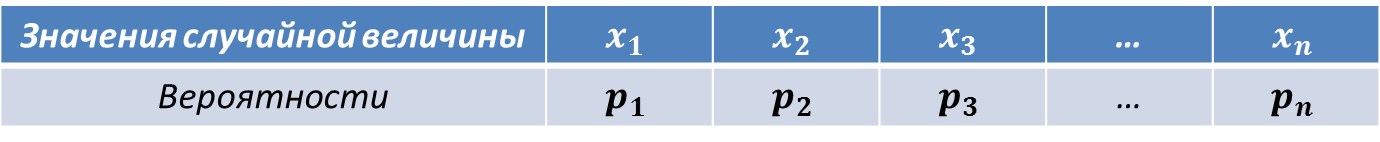 Значения случайной величины x₁ x₂ x₃ ... xₙ
Вероятности p₁ p₂ p₃ ... pₙ